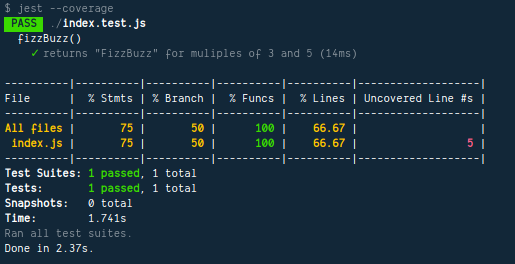 $ jest --coverage
PASS ./index.test.js
fizzBuzz()
✓ returns "FizzBuzz" for muliples of 3 and 5 (14ms)
----------|----------|----------|----------|----------|-------------------|
File | % Stmts | % Branch | % Funcs | % Lines | Uncovered Line #s |
----------|----------|----------|----------|----------|-------------------|
All files | 75 | 50 | 100 | 66.67 | |
index.js | 75 | 50 | 100 | 66.67 | 5 |
----------|----------|----------|----------|----------|-------------------|
Test Suites: 1 passed, 1 total
Tests: 1 passed, 1 total
Snapshots: 0 total
Time: 1.741s
Ran all test suites.
Done in 2.37s.